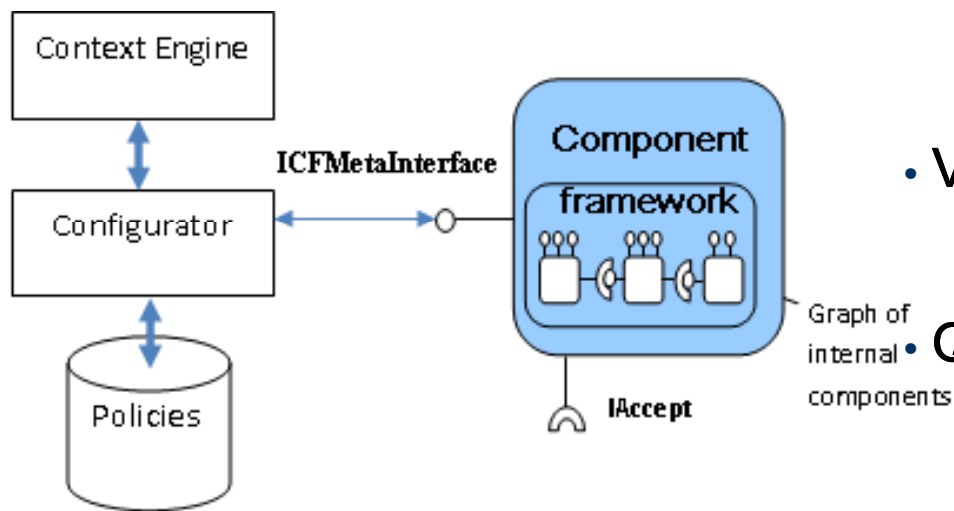 Context Engine
Configurator
Policies
ICFMetaInterface
Component
framework
IAccept
Graph of
internal
components
• V
• Q